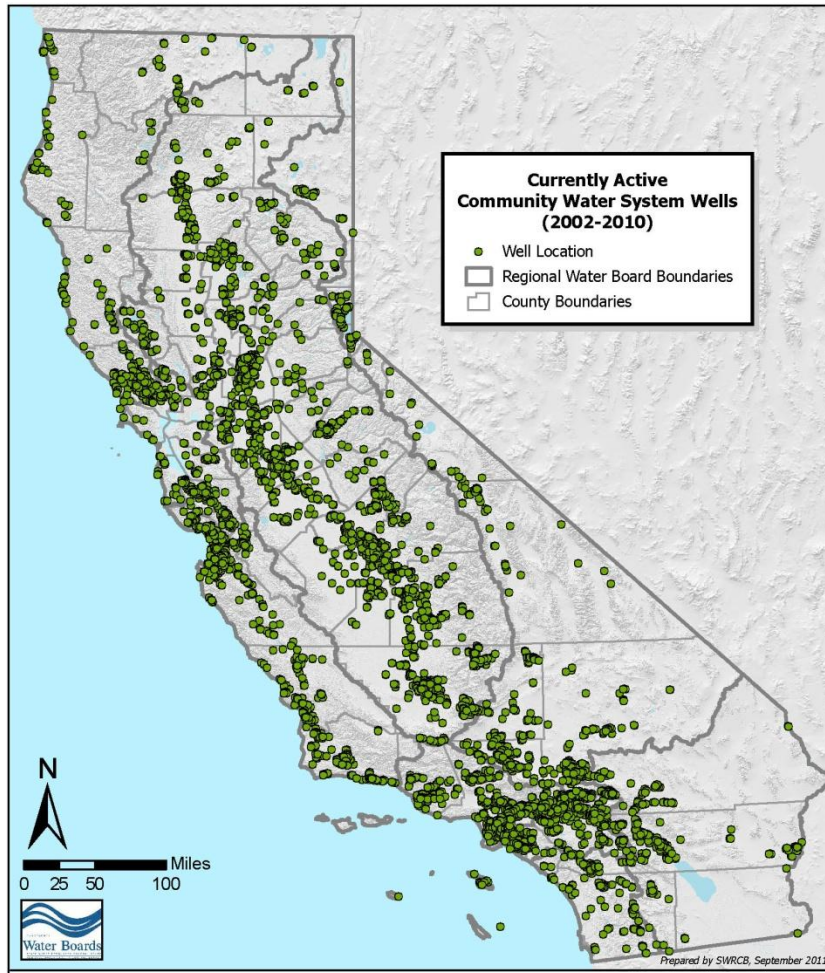 Currently Active
Community Water System Wells
(2002-2010)
Well Location
Regional Water Board Boundaries
County Boundaries
N
Miles
0 25 50 100
Water Boards
Prepared by SWRCB, September 2011